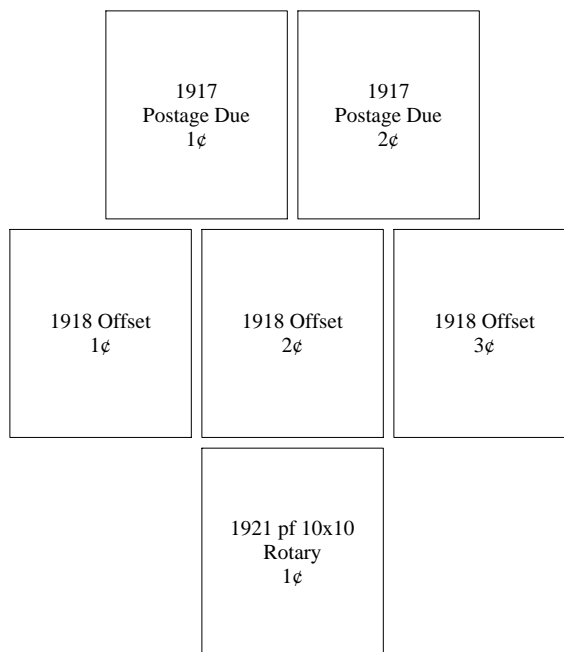 1917
Postage Due
1¢
1917
Postage Due
2¢
1918 Offset
1¢
1918 Offset
2¢
1918 Offset
3¢
1921 pf 10x10
Rotary
1¢